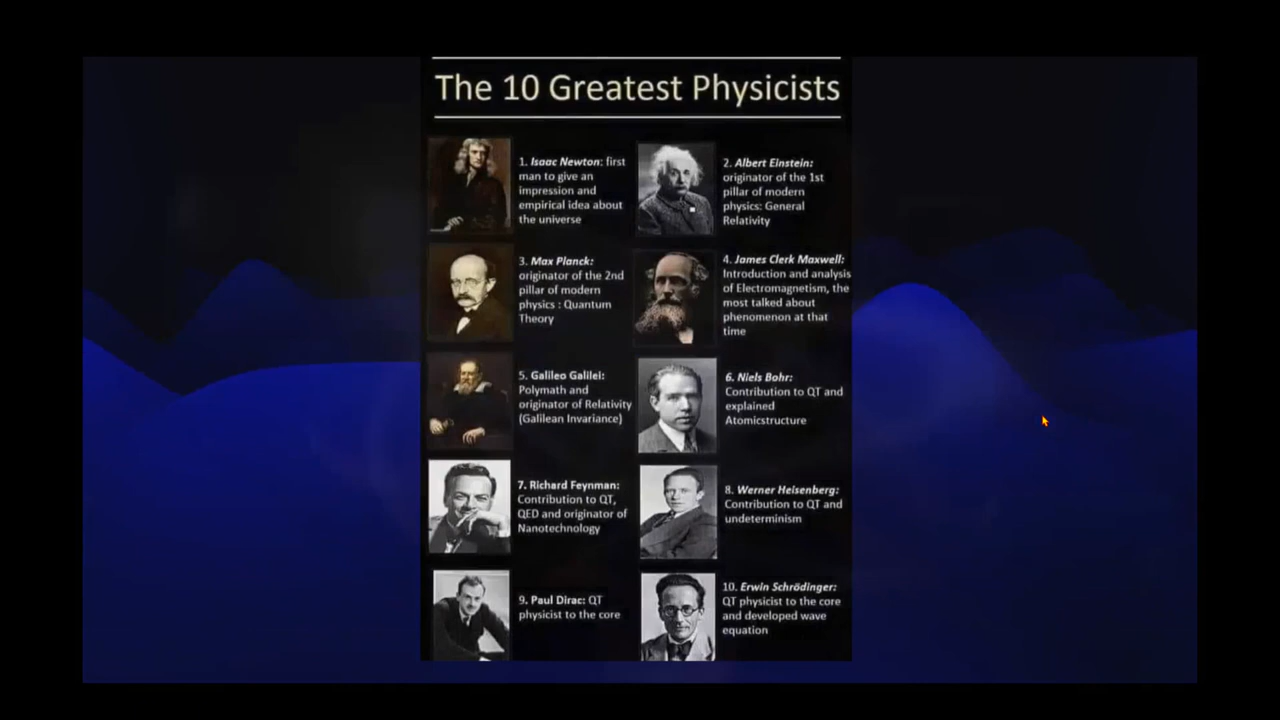 The 10 Greatest Physicists
1. Isaac Newton: first
man to give an
impression and
empirical idea about
the universe
2. Albert Einstein:
originator of the 1st
pillar of modern
physics: General
Relativity
3. Max Planck:
originator of the 2nd
pillar of modern
physics : Quantum
Theory
4. James Clerk Maxwell:
Introduction and analysis
of Electromagnetism, the
most talked about
phenomenon at that
time
5. Galileo Galilei:
Polymath and
originator of Relativity
(Galilean Invariance)
6. Niels Bohr:
Contribution to QT and
explained
Atomicstructure
7. Richard Feynman:
Contribution to QT,
QED and originator of
Nanotechnology
8. Werner Heisenberg:
Contribution to QT and
undeterminism
9. Paul Dirac: QT
physicist to the core
10. Erwin Schrödinger:
QT physicist to the core
and developed wave
equation